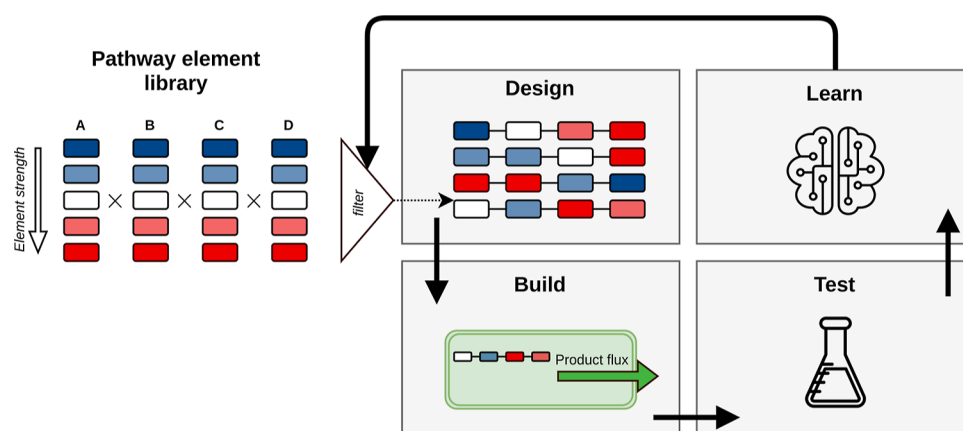 Pathway element
library
A B C D
Element strength
filter
Design
Learn
Build
Product flux
Test